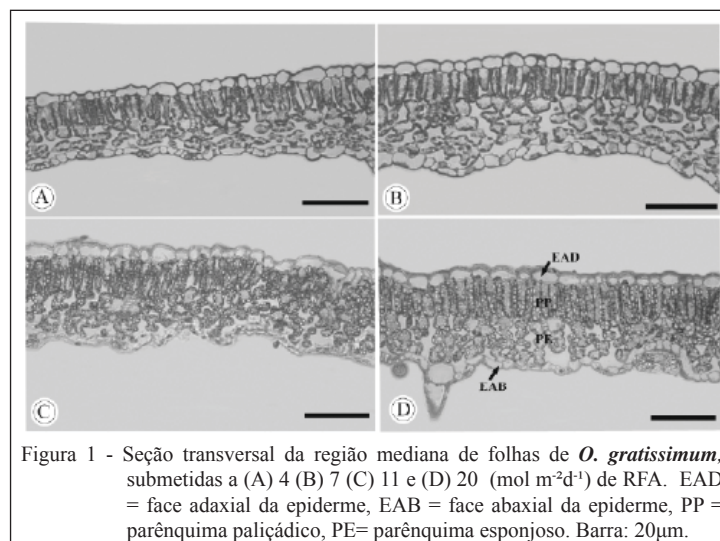 A
B
EAD
PP
PE
EAB
C
D
Figura 1 - Seção transversal da região mediana de folhas de O. gratissimum,
submetidas a (A) 4 (B) 7 (C) 11 e (D) 20 (mol m-²d-¹) de RFA. EAD
= face adaxial da epiderme, EAB = face abaxial da epiderme, PP =
parênquima paliçádico, PE= parênquima esponjoso. Barra: 20µm.